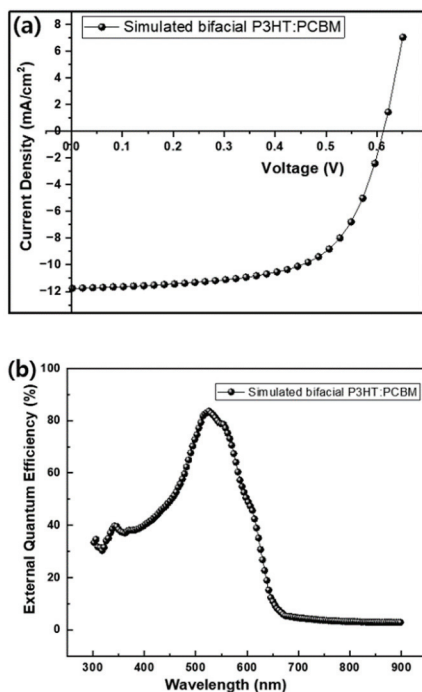 (a)
Simulated bifacial P3HT:PCBM
8
6
4
2
0
-2
-4
-6
-8
-10
-12
0.0 0.1 0.2 0.3 0.4 0.5 0.6 0.7
Voltage (V)
Current Density (mA/cm²)
(b)
Simulated bifacial P3HT:PCBM
100
80
60
40
20
0
300 400 500 600 700 800 900
Wavelength (nm)
External Quantum Efficiency (%)